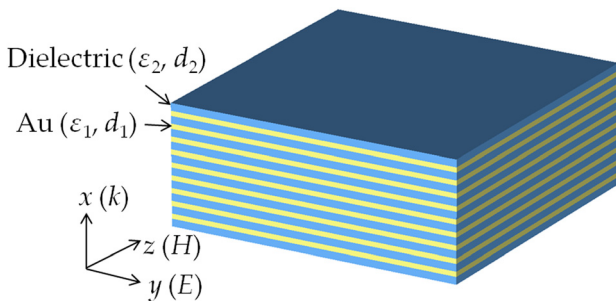 Dielectric (ε₂, d₂)
Au (ε₁, d₁)
x (k)
z (H)
y (E)